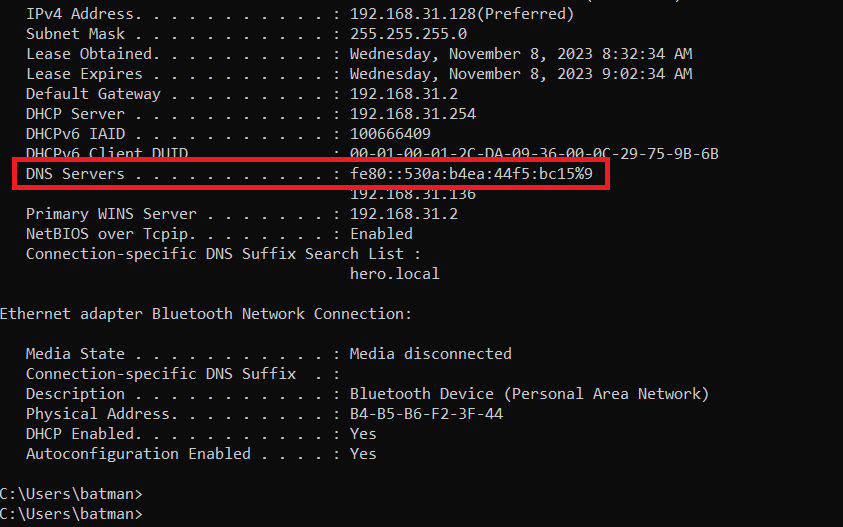 IPv4 Address. . . . . . . . . . . : 192.168.31.128(Preferred)
Subnet Mask . . . . . . . . . . . : 255.255.255.0
Lease Obtained. . . . . . . . . . : Wednesday, November 8, 2023 8:32:34 AM
Lease Expires . . . . . . . . . . : Wednesday, November 8, 2023 9:02:34 AM
Default Gateway . . . . . . . . . : 192.168.31.2
DHCP Server . . . . . . . . . . . : 192.168.31.254
DHCPv6 IAID . . . . . . . . . . . : 100666409
DHCPv6 Client DUID. . . . . . . . : 00-01-00-01-2C-DA-09-36-00-0C-29-75-9B-6B
DNS Servers . . . . . . . . . . . : fe80::530a:b4ea:44f5:bc15%9
192.168.31.136
Primary WINS Server . . . . . . . : 192.168.31.2
NetBIOS over Tcpip. . . . . . . . : Enabled
Connection-specific DNS Suffix Search List :
hero.local
Ethernet adapter Bluetooth Network Connection:
Media State . . . . . . . . . . . : Media disconnected
Connection-specific DNS Suffix  . :
Description . . . . . . . . . . . : Bluetooth Device (Personal Area Network)
Physical Address. . . . . . . . . : B4-B5-B6-F2-3F-44
DHCP Enabled. . . . . . . . . . . : Yes
Autoconfiguration Enabled . . . . : Yes
C:\Users\batman>
C:\Users\batman>